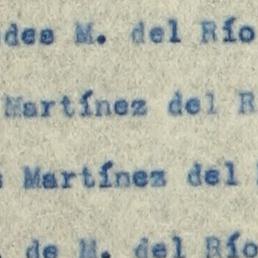 des M. del Río
Martínez del R
s Martínez del
. de M. del Río